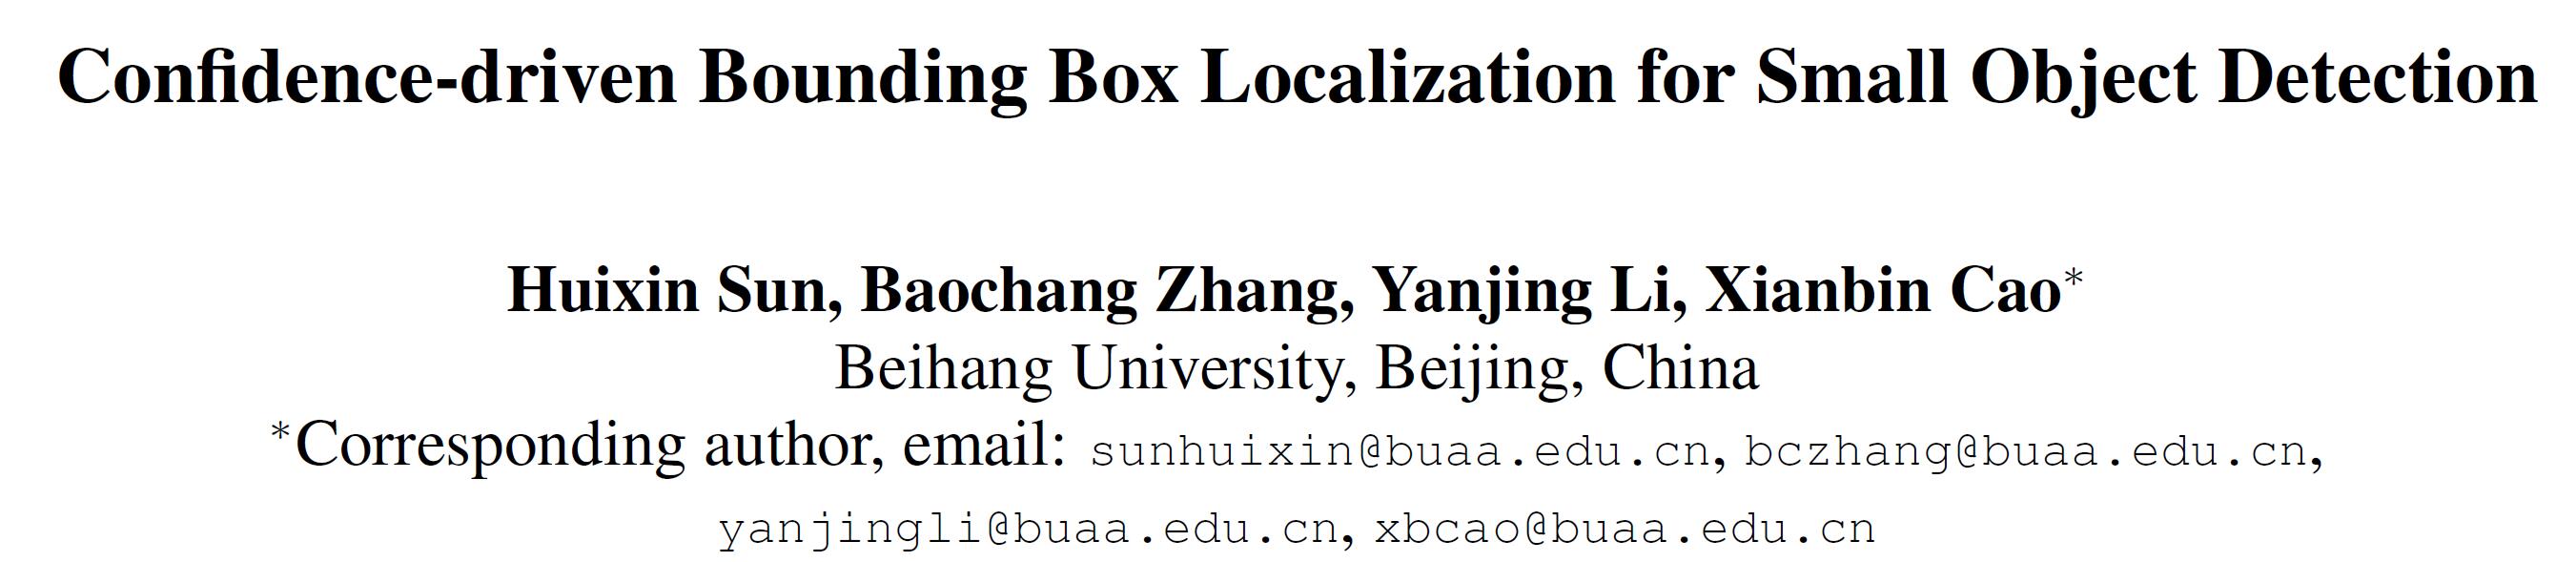 Confidence-driven Bounding Box Localization for Small Object Detection
Huixin Sun, Baochang Zhang, Yanjing Li, Xianbin Cao*
Beihang University, Beijing, China
*Corresponding author, email: sunhuixin@buaa.edu.cn, bczhang@buaa.edu.cn,
yanjingli@buaa.edu.cn, xbcao@buaa.edu.cn